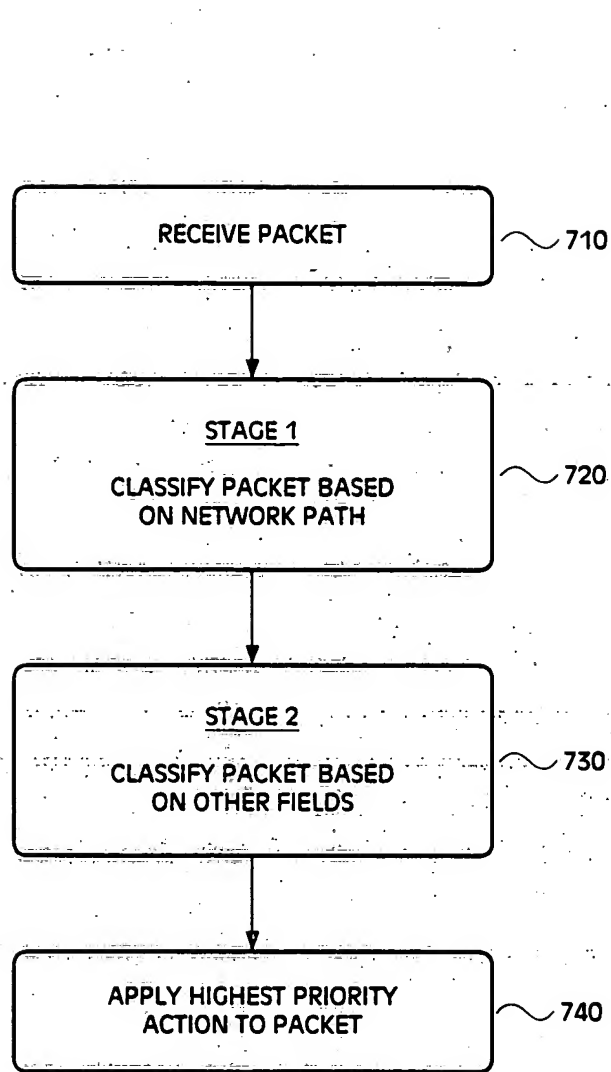 RECEIVE PACKET
710
STAGE 1
CLASSIFY PACKET BASED
ON NETWORK PATH
720
STAGE 2
CLASSIFY PACKET BASED
ON OTHER FIELDS
730
APPLY HIGHEST PRIORITY
ACTION TO PACKET
740